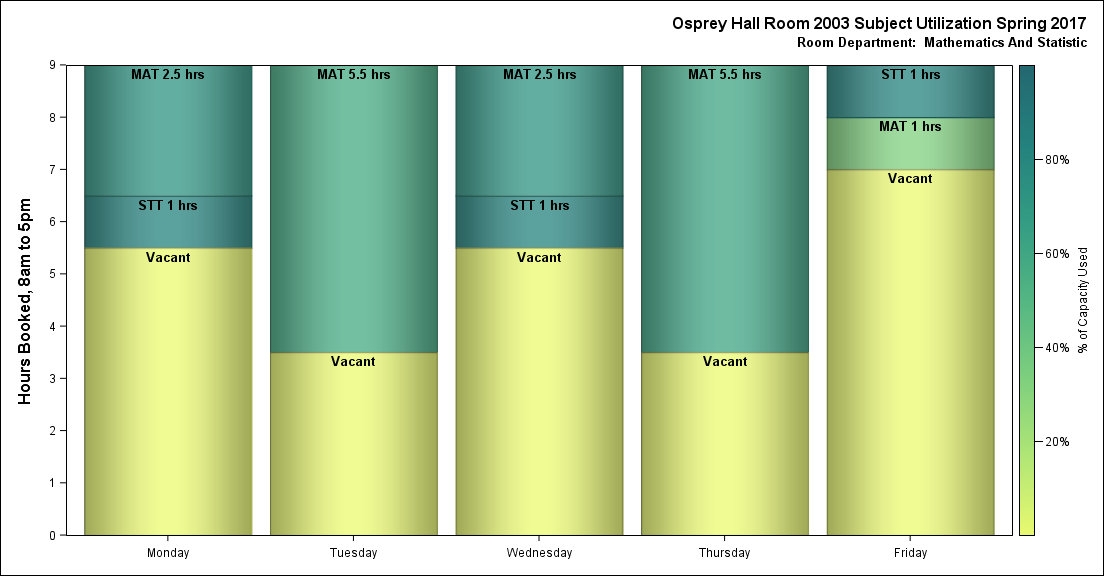 Osprey Hall Room 2003 Subject Utilization Spring 2017
Room Department: Mathematics And Statistic
Hours Booked, 8am to 5pm
9
8
7
6
5
4
3
2
1
0
MAT 2.5 hrs
STT 1 hrs
Vacant
MAT 5.5 hrs
Vacant
MAT 2.5 hrs
STT 1 hrs
Vacant
MAT 5.5 hrs
Vacant
STT 1 hrs
MAT 1 hrs
Vacant
Monday
Tuesday
Wednesday
Thursday
Friday
80%
60%
40%
20%
% of Capacity Used